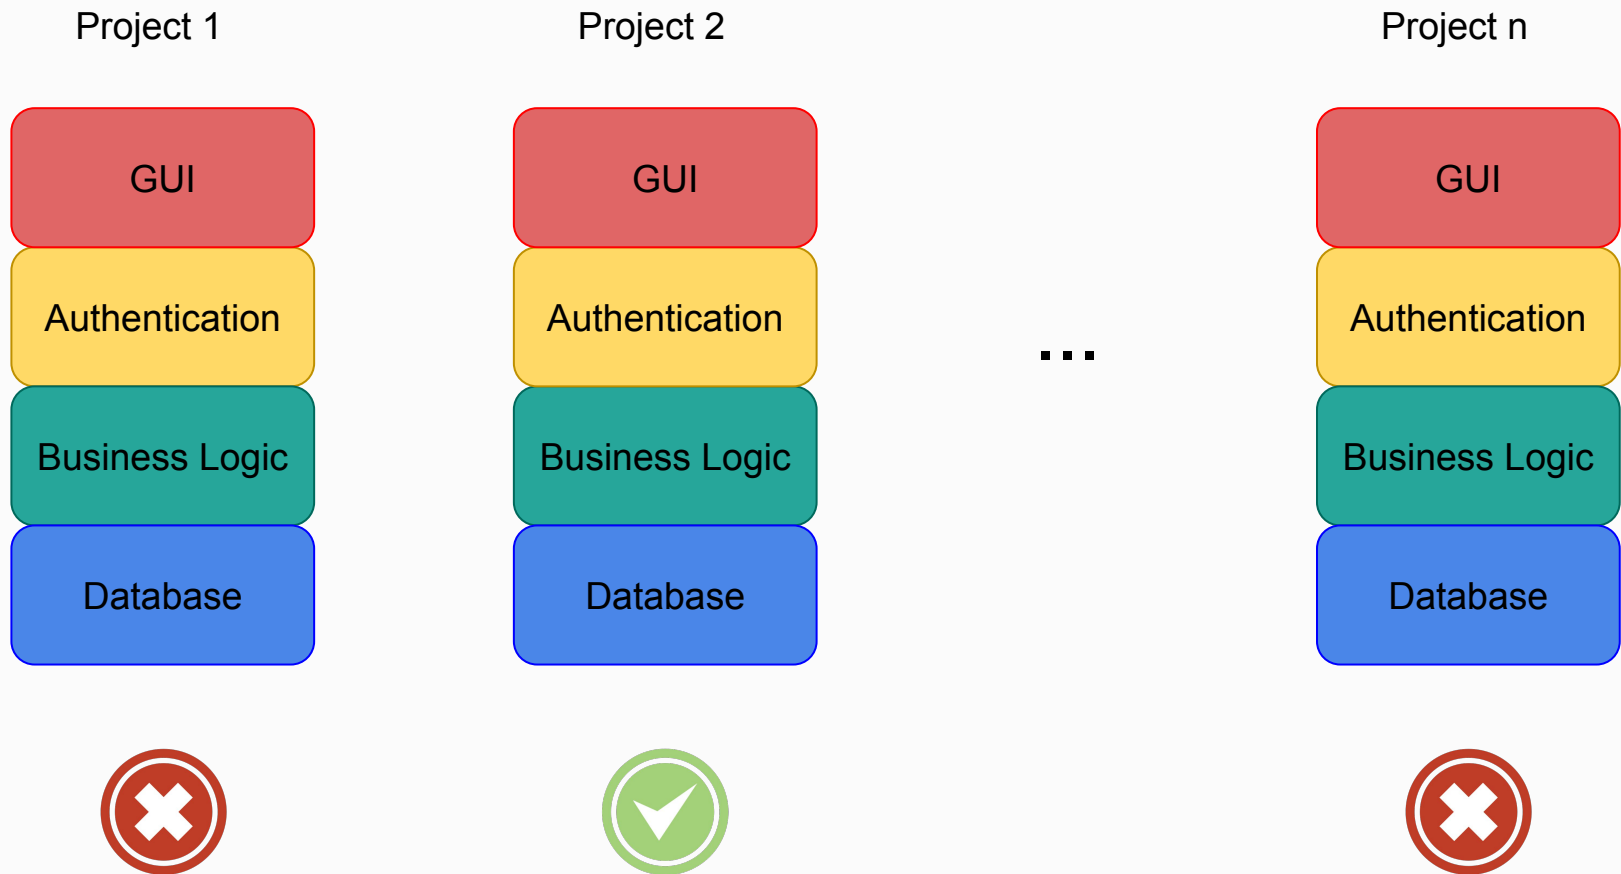 Project 1
Project 2
Project n
GUI
GUI
GUI
Authentication
Authentication
...
Authentication
Business Logic
Business Logic
Business Logic
Database
Database
Database